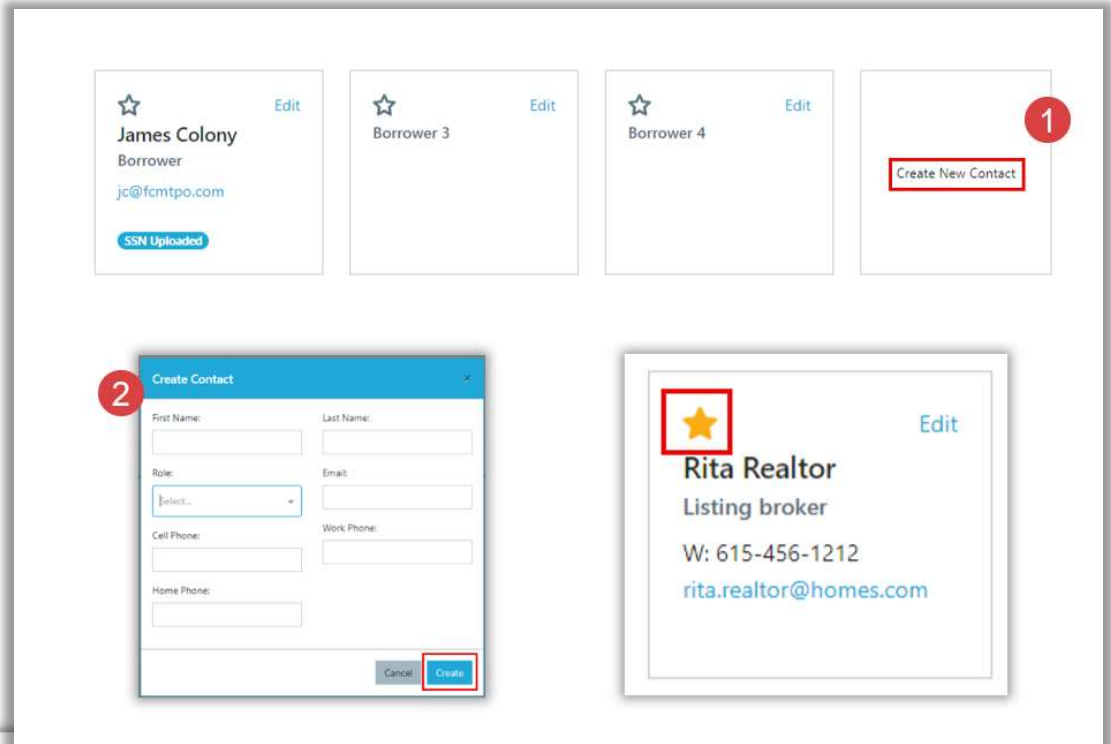 Edit
James Colony
Borrower
jc@fcmtpo.com
SSN Uploaded
Edit
Borrower 3
Edit
Borrower 4
1
Create New Contact
2
Create Contact
×
First Name:
Last Name:
Role:
Email:
Select...
Cell Phone:
Work Phone:
Home Phone:
Cancel
Create
Edit
Rita Realtor
Listing broker
W: 615-456-1212
rita.realtor@homes.com